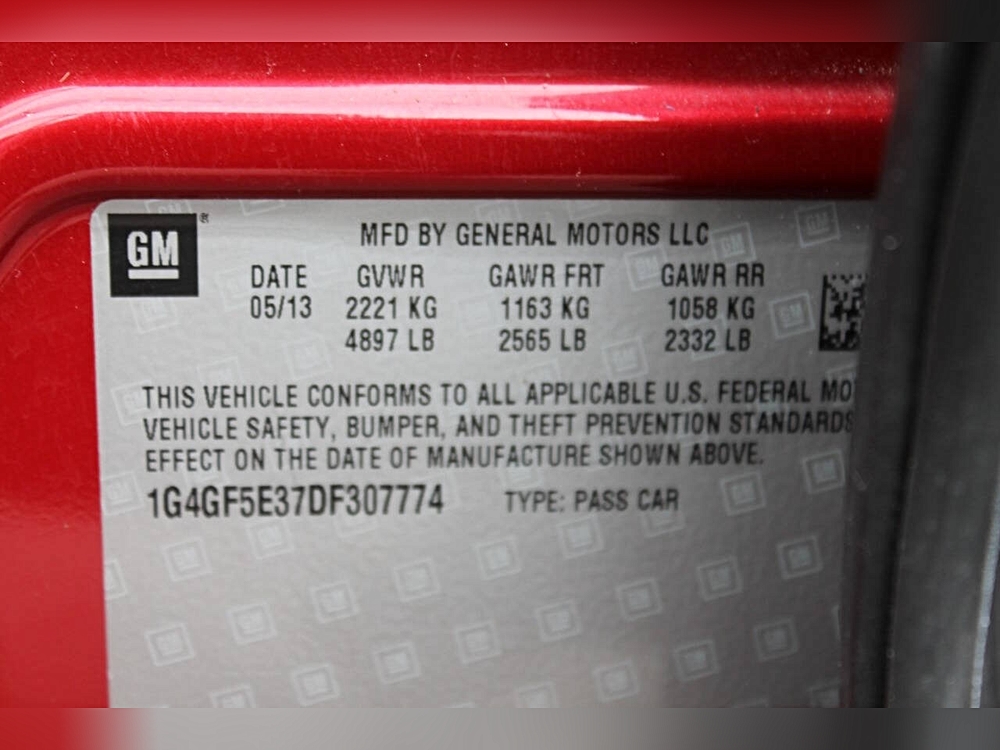 GM ®
MFD BY GENERAL MOTORS LLC
DATE GVWR GAWR FRT GAWR RR
05/13 2221 KG 1163 KG 1058 KG
4897 LB 2565 LB 2332 LB
THIS VEHICLE CONFORMS TO ALL APPLICABLE U.S. FEDERAL MO
VEHICLE SAFETY, BUMPER, AND THEFT PREVENTION STANDARDS
EFFECT ON THE DATE OF MANUFACTURE SHOWN ABOVE.
1G4GF5E37DF307774 TYPE: PASS CAR